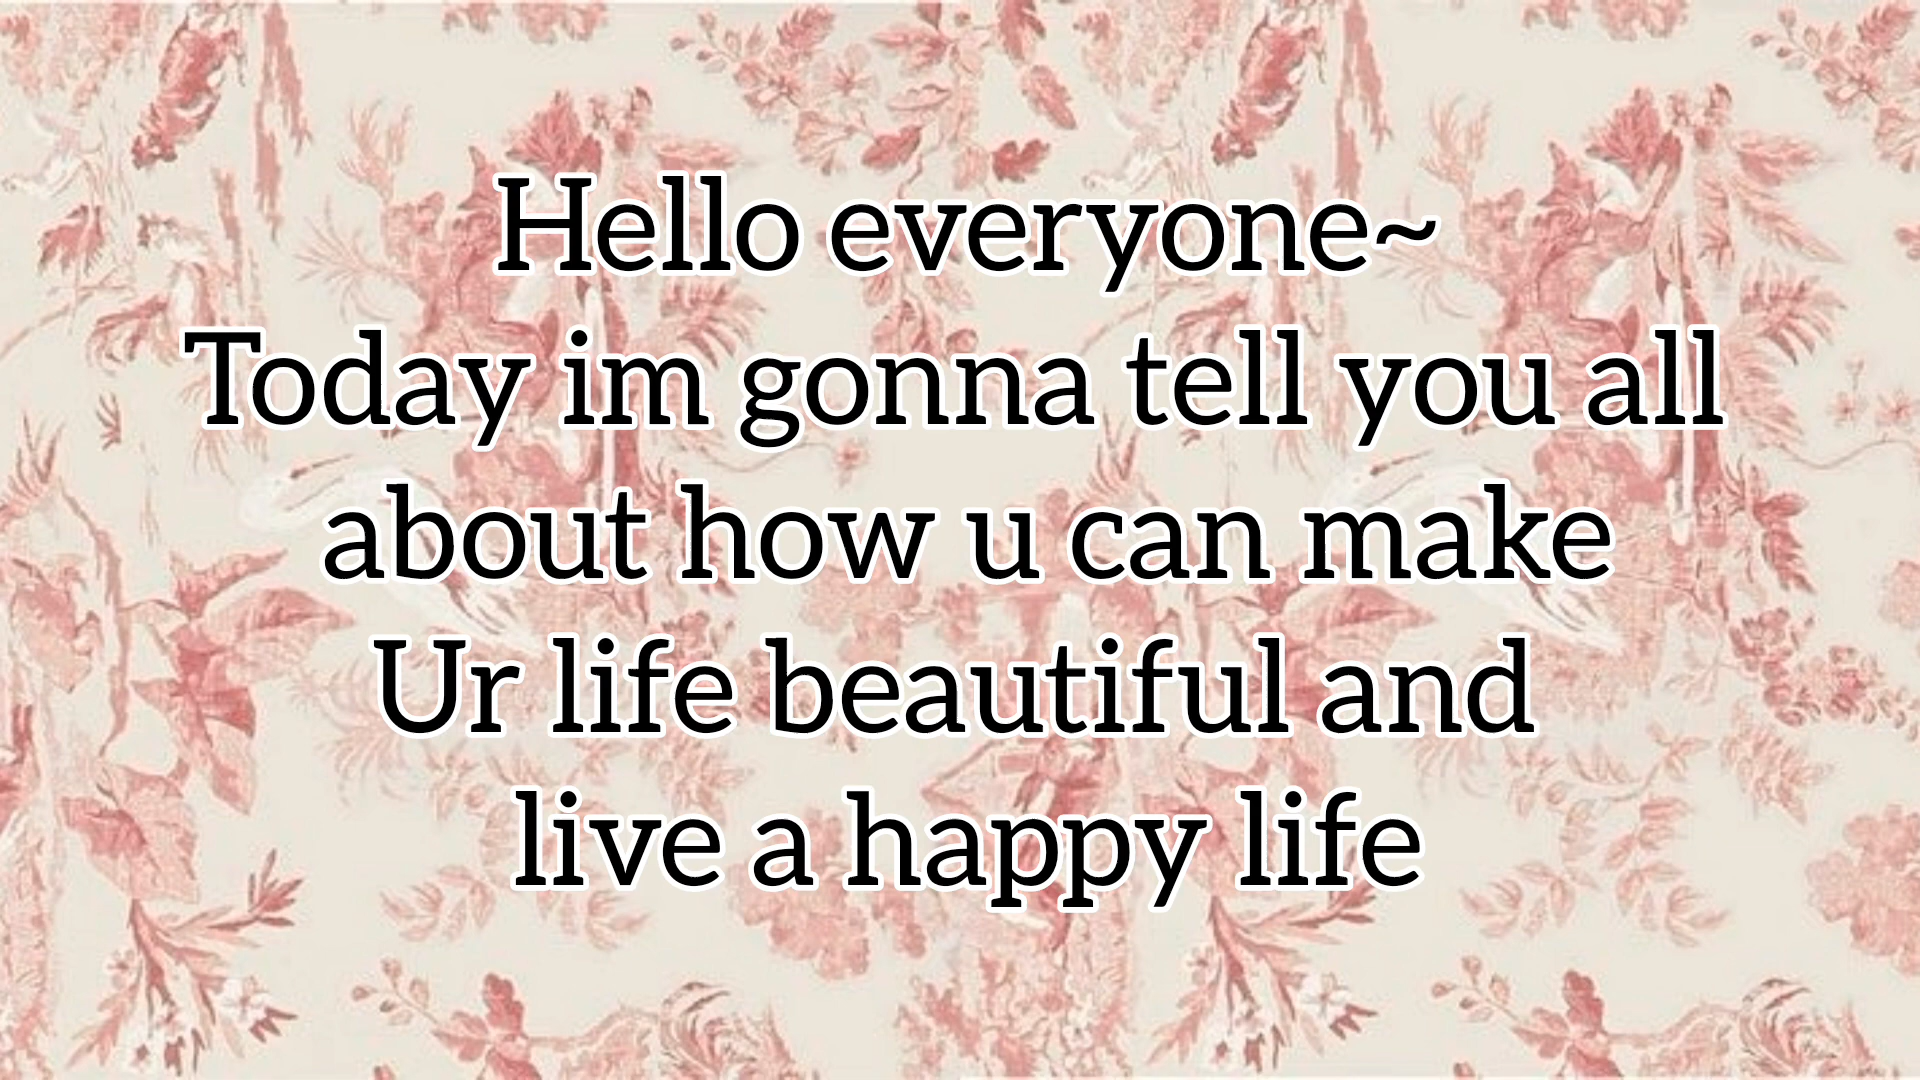 Hello everyone~
Today im gonna tell you all
about how u can make
Ur life beautiful and
live a happy life